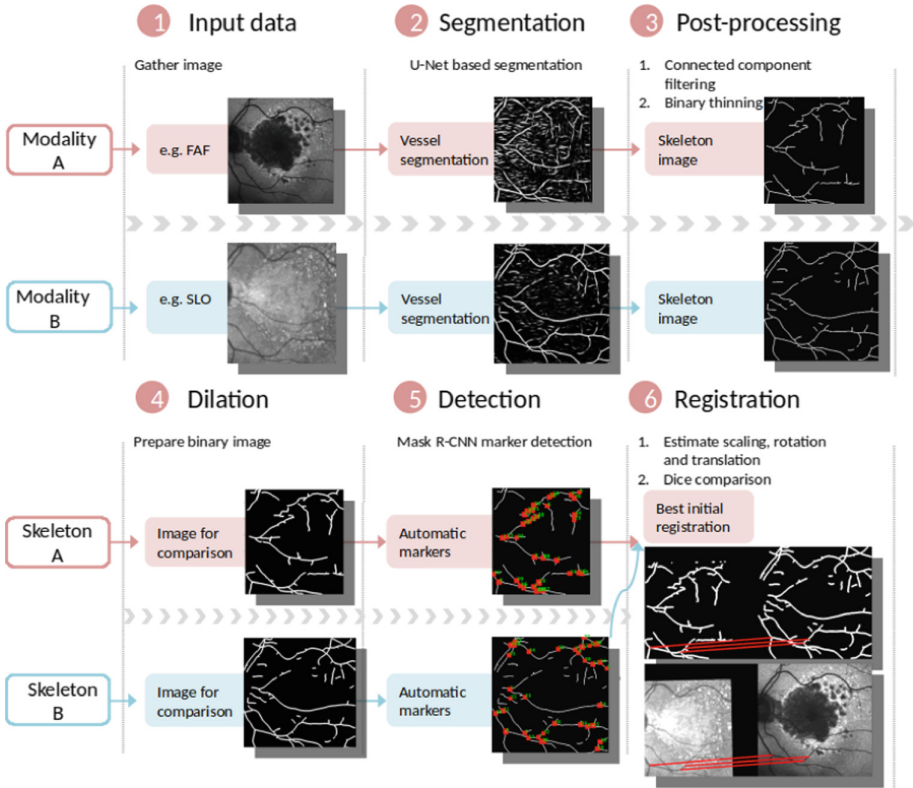 1 Input data
2 Segmentation
3 Post-processing
Gather image
U-Net based segmentation
1. Connected component
filtering
2. Binary thinning
Modality
A
e.g. FAF
Vessel
segmentation
Skeleton
image
Modality
B
e.g. SLO
Vessel
segmentation
Skeleton
image
4 Dilation
5 Detection
6 Registration
Prepare binary image
Mask R-CNN marker detection
1. Estimate scaling, rotation
and translation
2. Dice comparison
Best initial
registration
Skeleton
A
Image for
comparison
Automatic
markers
Skeleton
B
Image for
comparison
Automatic
markers